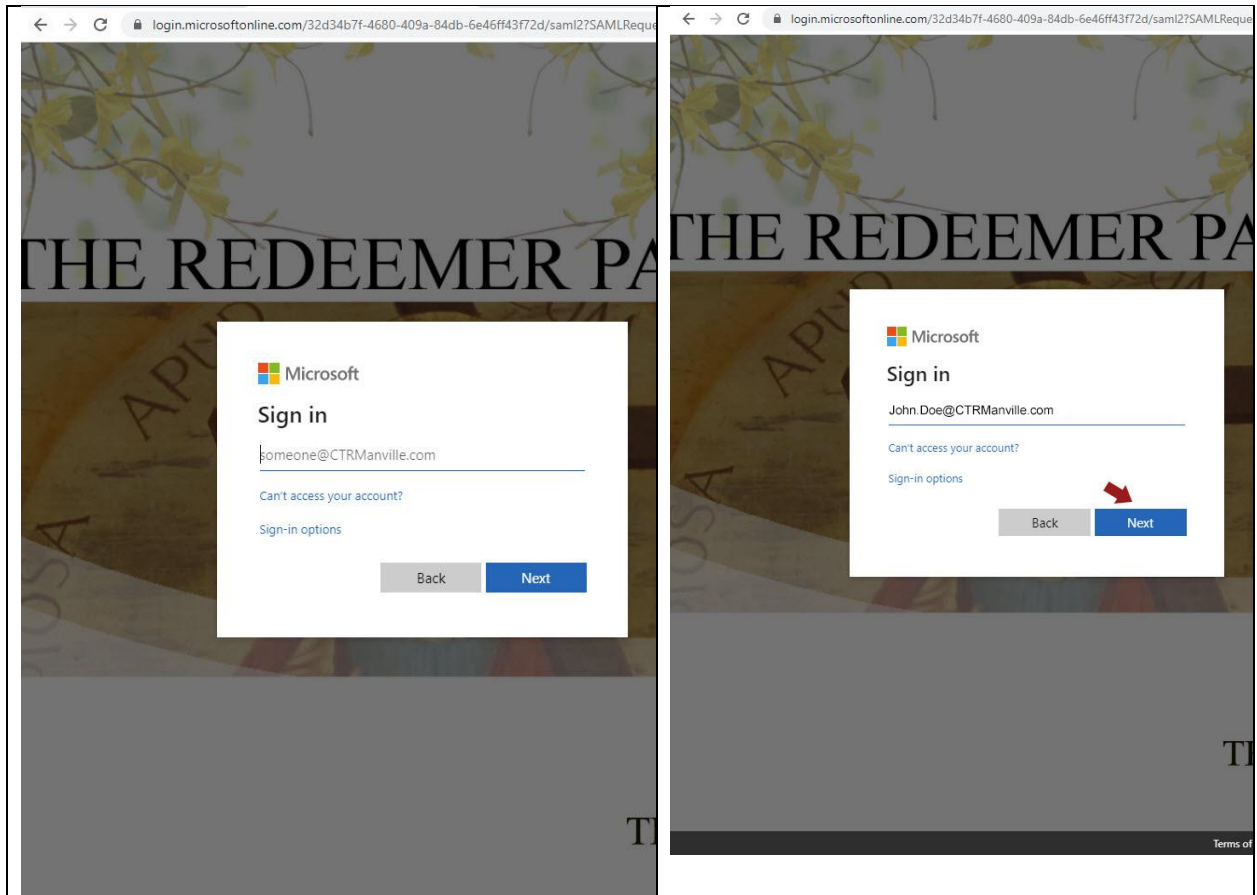 login.microsoftonline.com/32d34b7f-4680-409a-84db-6e46ff43f72d/saml2?SAMLReque
THE REDEEMER PA
APUD
Microsoft
Sign in
someone@CTRManville.com
Can't access your account?
Sign-in options
Back Next
TH
login.microsoftonline.com/32d34b7f-4680-409a-84db-6e46ff43f72d/saml2?SAMLReque
THE REDEEMER PA
Microsoft
Sign in
John.Doe@CTRManville.com
Can't access your account?
Sign-in options
Back Next
TH
Terms of